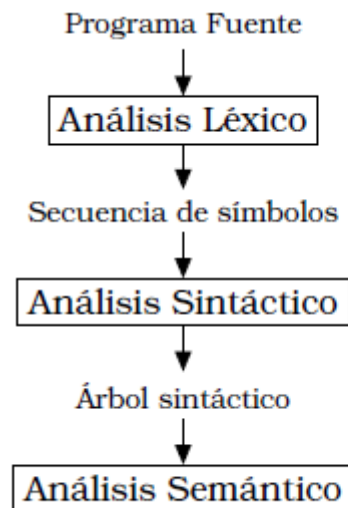 Programa Fuente
Análisis Léxico
Secuencia de símbolos
Análisis Sintáctico
Árbol sintáctico
Análisis Semántico